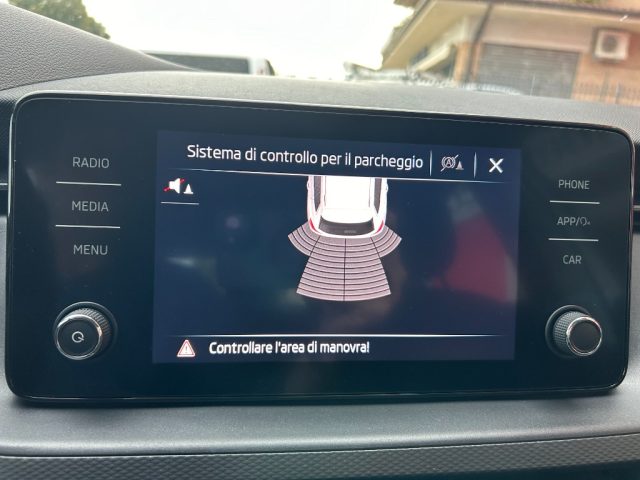 Sistema di controllo per il parcheggio
RADIO
MEDIA
MENU
PHONE
APP/
CAR
Controllare l'area di manovra!